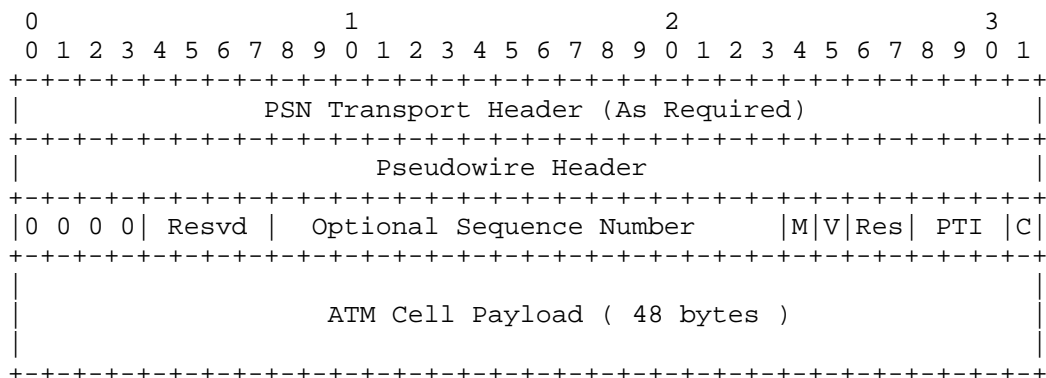 0                   1                   2                   3
 0 1 2 3 4 5 6 7 8 9 0 1 2 3 4 5 6 7 8 9 0 1 2 3 4 5 6 7 8 9 0 1
+-+-+-+-+-+-+-+-+-+-+-+-+-+-+-+-+-+-+-+-+-+-+-+-+-+-+-+-+-+-+-+-+
|               PSN Transport Header (As Required)              |
+-+-+-+-+-+-+-+-+-+-+-+-+-+-+-+-+-+-+-+-+-+-+-+-+-+-+-+-+-+-+-+-+
|                      Pseudowire Header                        |
+-+-+-+-+-+-+-+-+-+-+-+-+-+-+-+-+-+-+-+-+-+-+-+-+-+-+-+-+-+-+-+-+
|0 0 0 0| Resvd |  Optional Sequence Number     |M|V|Res| PTI |C|
+-+-+-+-+-+-+-+-+-+-+-+-+-+-+-+-+-+-+-+-+-+-+-+-+-+-+-+-+-+-+-+-+
|                                                               |
|                   ATM Cell Payload ( 48 bytes )               |
|                                                               |
+-+-+-+-+-+-+-+-+-+-+-+-+-+-+-+-+-+-+-+-+-+-+-+-+-+-+-+-+-+-+-+-+